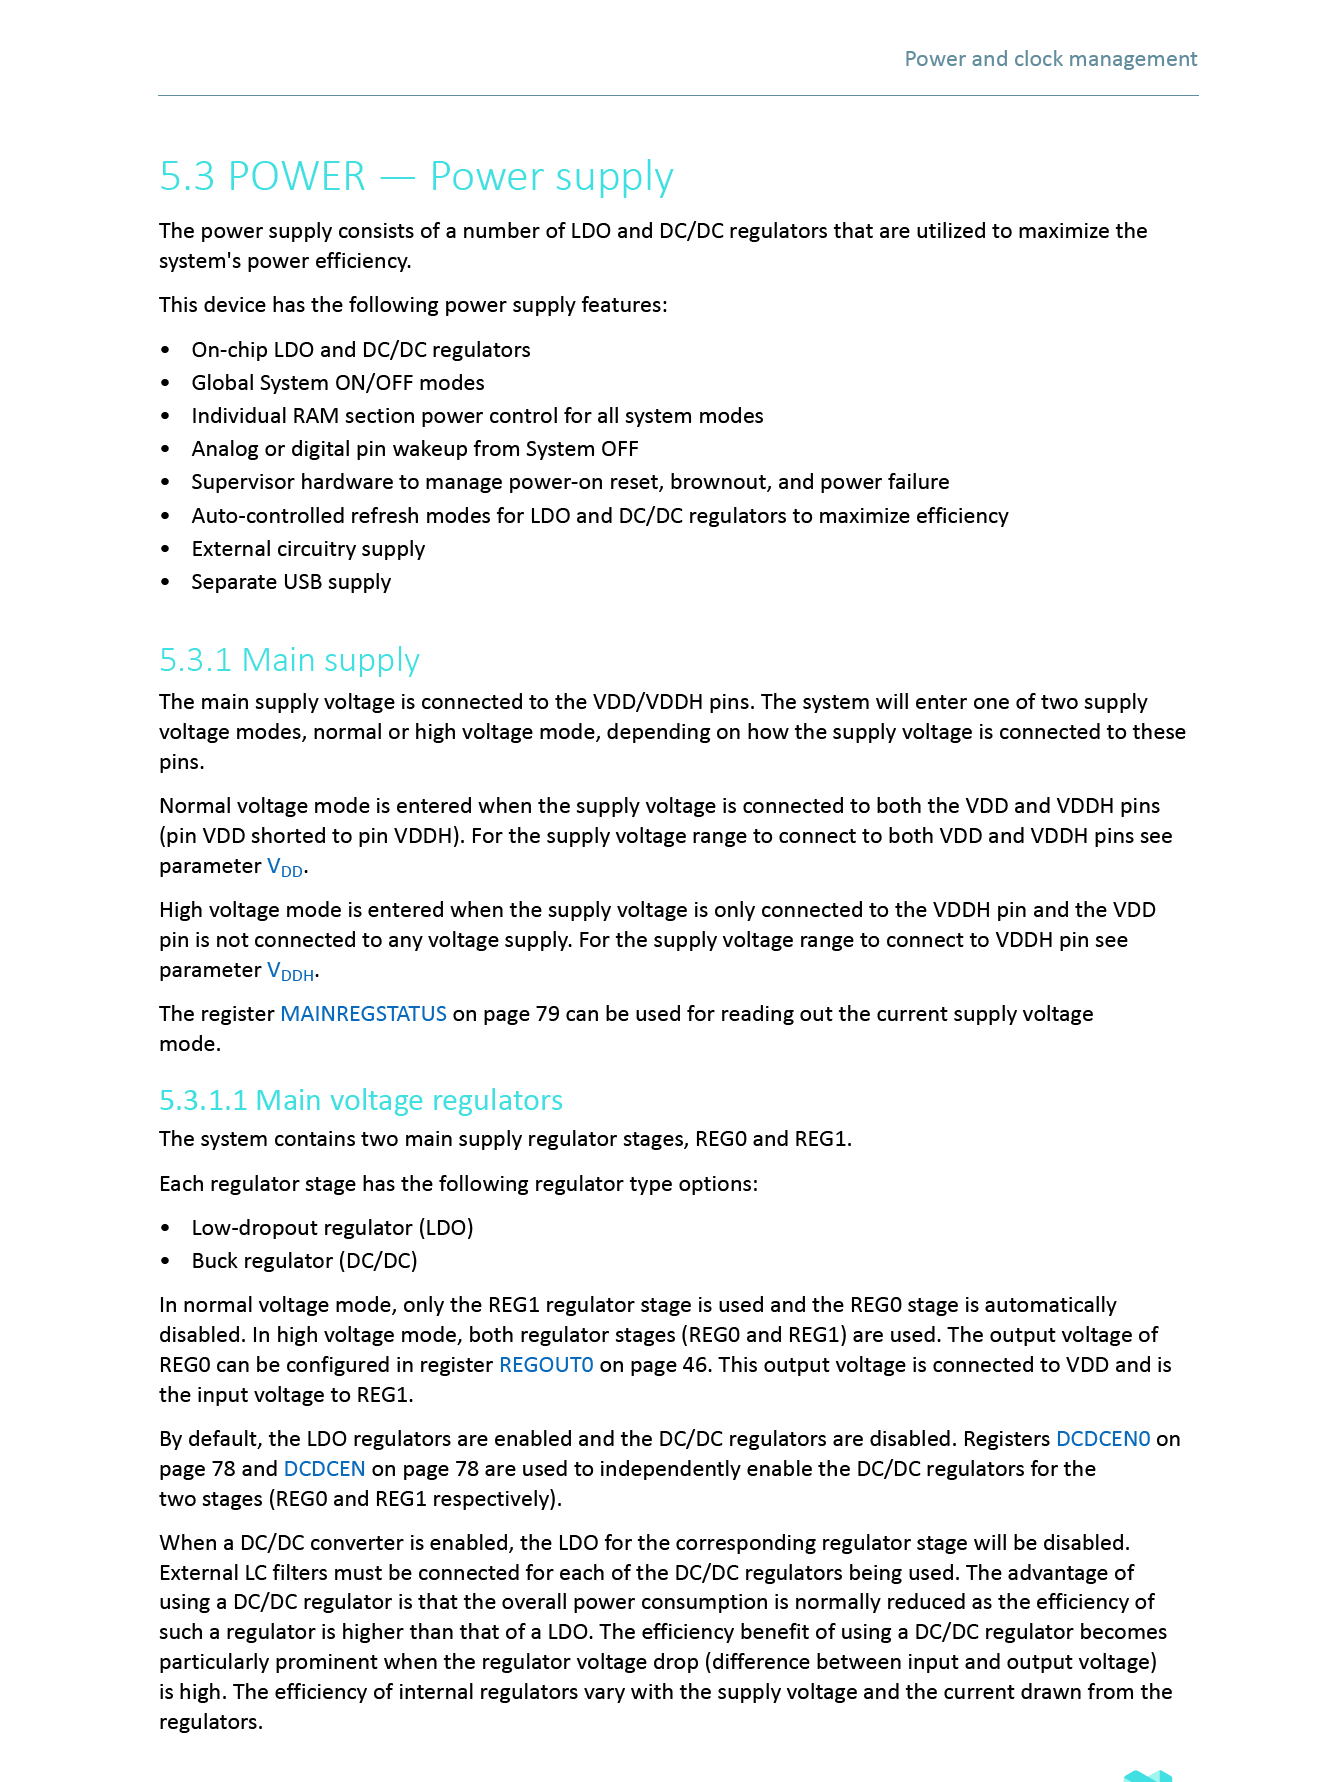 Power and clock management
5.3 POWER — Power supply
The power supply consists of a number of LDO and DC/DC regulators that are utilized to maximize the
system's power efficiency.
This device has the following power supply features:
• On-chip LDO and DC/DC regulators
• Global System ON/OFF modes
• Individual RAM section power control for all system modes
• Analog or digital pin wakeup from System OFF
• Supervisor hardware to manage power-on reset, brownout, and power failure
• Auto-controlled refresh modes for LDO and DC/DC regulators to maximize efficiency
• External circuitry supply
• Separate USB supply
5.3.1 Main supply
The main supply voltage is connected to the VDD/VDDH pins. The system will enter one of two supply
voltage modes, normal or high voltage mode, depending on how the supply voltage is connected to these
pins.
Normal voltage mode is entered when the supply voltage is connected to both the VDD and VDDH pins
(pin VDD shorted to pin VDDH). For the supply voltage range to connect to both VDD and VDDH pins see
parameter VDD.
High voltage mode is entered when the supply voltage is only connected to the VDDH pin and the VDD
pin is not connected to any voltage supply. For the supply voltage range to connect to VDDH pin see
parameter VDDH.
The register MAINREGSTATUS on page 79 can be used for reading out the current supply voltage
mode.
5.3.1.1 Main voltage regulators
The system contains two main supply regulator stages, REG0 and REG1.
Each regulator stage has the following regulator type options:
• Low-dropout regulator (LDO)
• Buck regulator (DC/DC)
In normal voltage mode, only the REG1 regulator stage is used and the REG0 stage is automatically
disabled. In high voltage mode, both regulator stages (REG0 and REG1) are used. The output voltage of
REG0 can be configured in register REGOUT0 on page 46. This output voltage is connected to VDD and is
the input voltage to REG1.
By default, the LDO regulators are enabled and the DC/DC regulators are disabled. Registers DCDCEN0 on
page 78 and DCDCEN on page 78 are used to independently enable the DC/DC regulators for the
two stages (REG0 and REG1 respectively).
When a DC/DC converter is enabled, the LDO for the corresponding regulator stage will be disabled.
External LC filters must be connected for each of the DC/DC regulators being used. The advantage of
using a DC/DC regulator is that the overall power consumption is normally reduced as the efficiency of
such a regulator is higher than that of a LDO. The efficiency benefit of using a DC/DC regulator becomes
particularly prominent when the regulator voltage drop (difference between input and output voltage)
is high. The efficiency of internal regulators vary with the supply voltage and the current drawn from the
regulators.